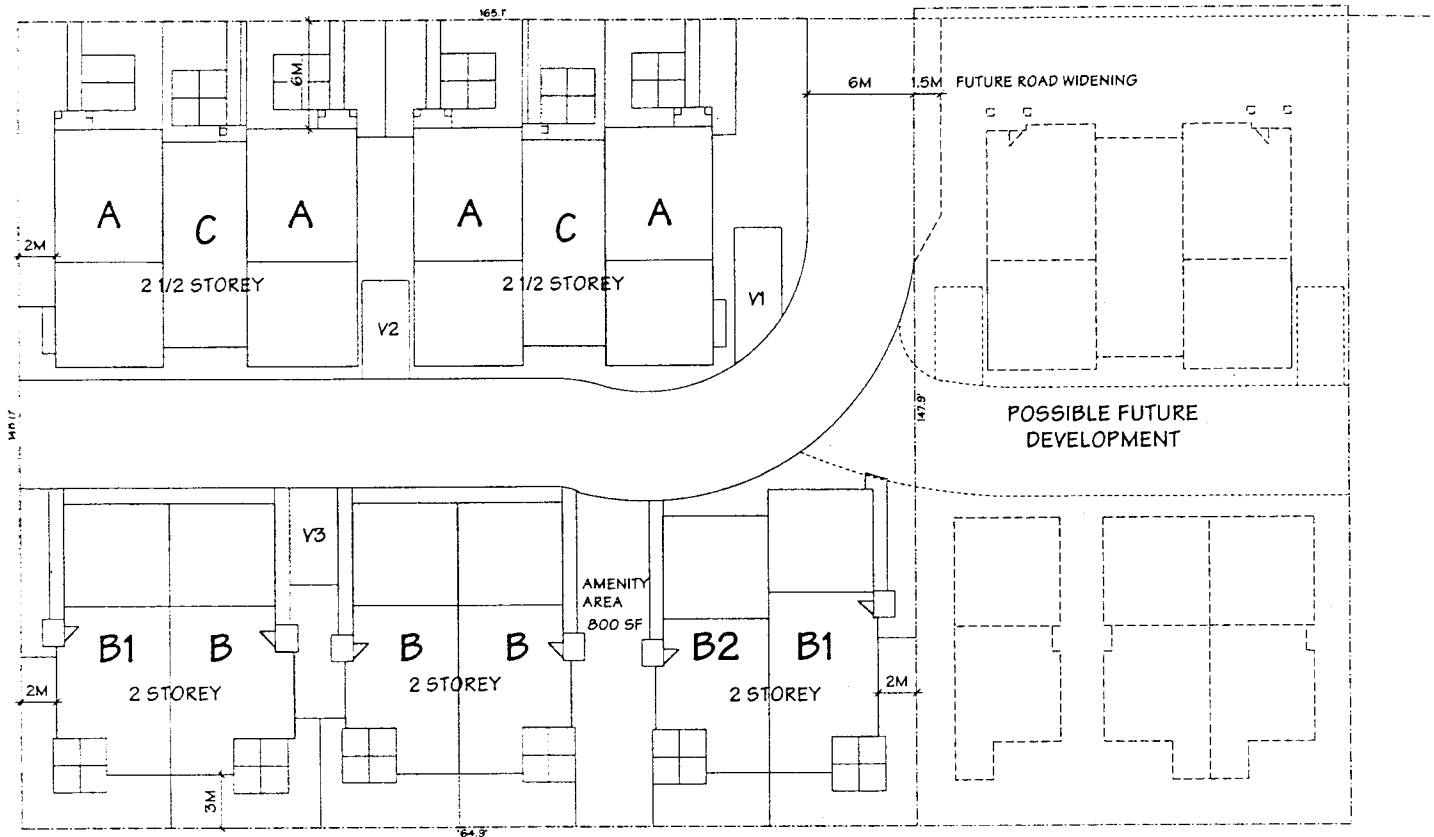 165.1'
6M
6M 1.5M FUTURE ROAD WIDENING
A C A A C A
2M
2 1/2 STOREY 2 1/2 STOREY
V2 V1
147.9'
POSSIBLE FUTURE
DEVELOPMENT
V3
AMENITY
AREA
800 SF
B1 B B B B2 B1
2M 2 STOREY 2 STOREY 2 STOREY 2M
3M